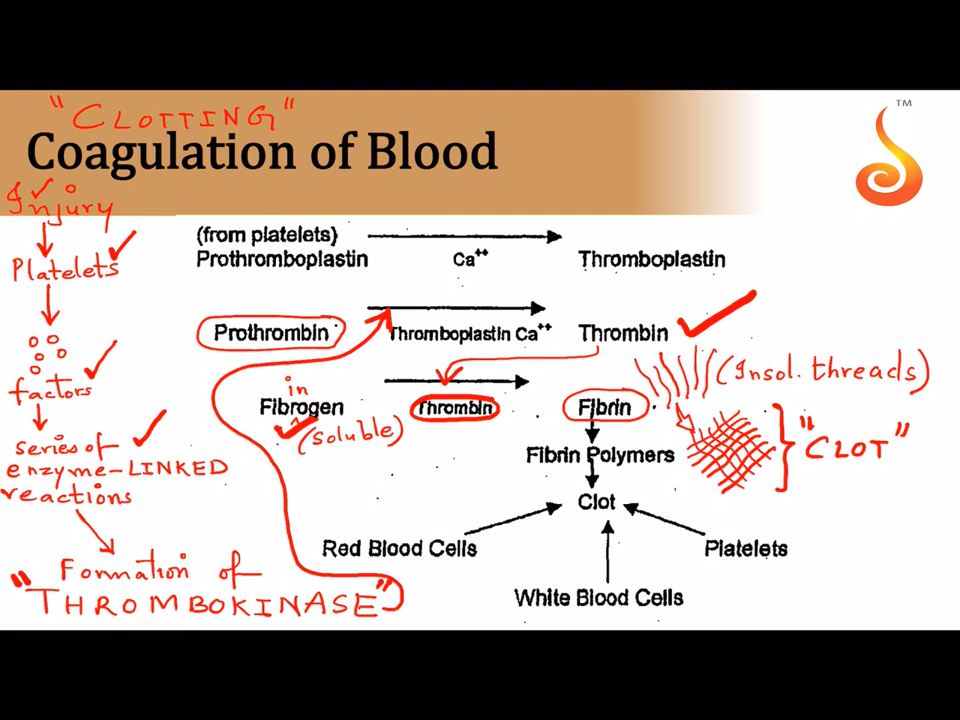 "CLOTTING"
Coagulation of Blood
TM
Injury
Platelets
factors
series of
enzyme-LINKED
reactions
Formation of
"THROMBOKINASE"
(from platelets)
Prothromboplastin Ca++ Thromboplastin
Prothrombin Thromboplastin Ca++ Thrombin
(Insol. threads)
in
Fibrogen Thrombin Fibrin
(soluble)
"CLOT"
Fibrin Polymers
Clot
Red Blood Cells Platelets
White Blood Cells